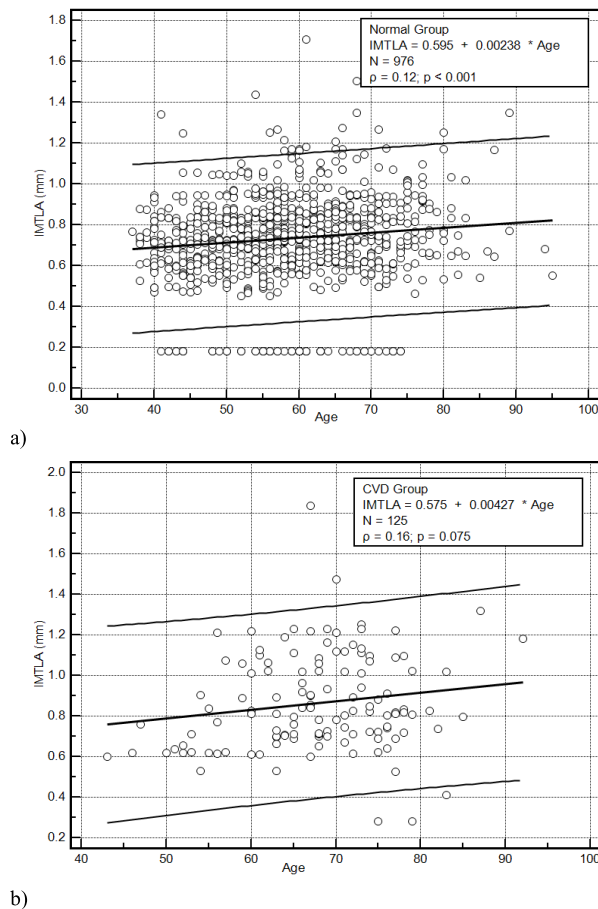 1.8
1.6
1.4
1.2
1.0
0.8
0.6
0.4
0.2
0.0
IMTLA (mm)
Normal Group
IMTLA = 0.595 + 0.00238 * Age
N = 976
ρ = 0.12; p < 0.001
30 40 50 60 70 80 90 100
Age
a)
2.0
1.8
1.6
1.4
1.2
1.0
0.8
0.6
0.4
0.2
IMTLA (mm)
CVD Group
IMTLA = 0.575 + 0.00427 * Age
N = 125
ρ = 0.16; p = 0.075
40 50 60 70 80 90 100
Age
b)